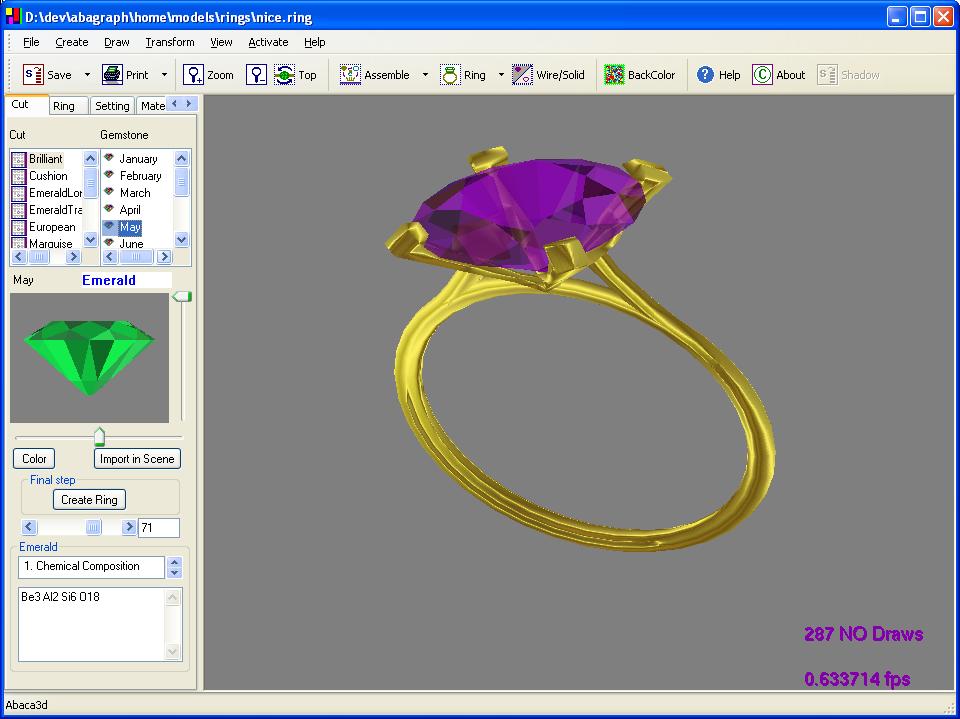 D:\dev\abagraph\home\models\rings\nice.ring
File Create Draw Transform View Activate Help
Save Print Zoom Top Assemble Ring Wire/Solid BackColor Help About Shadow
Cut Ring Setting Mate
Cut Gemstone
Brilliant January
Cushion February
EmeraldLon March
EmeraldTra April
European May
Marquise June
May Emerald
Color Import in Scene
Final step
Create Ring
71
Emerald
1. Chemical Composition
Be3 Al2 Si6 O18
287 NO Draws
0.633714 fps
Abaca3d